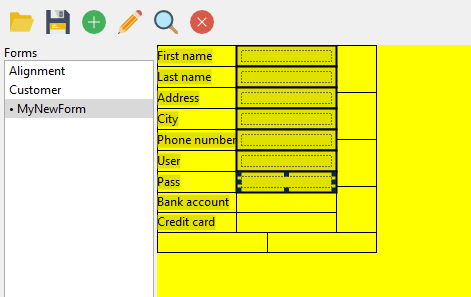 Forms
Alignment
Customer
• MyNewForm
First name
Last name
Address
City
Phone number
User
Pass
Bank account
Credit card